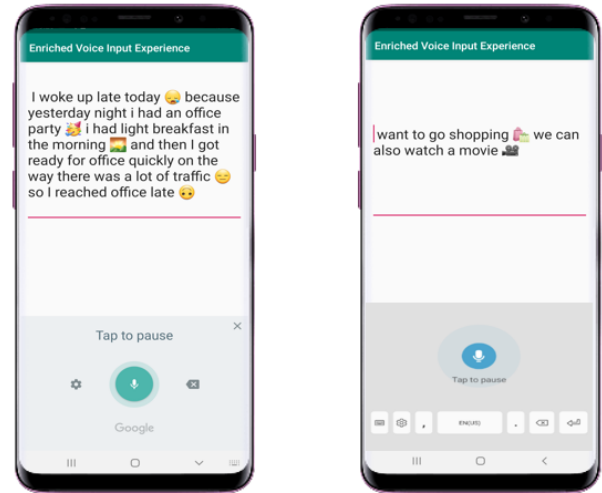 Enriched Voice Input Experience
I woke up late today 😪 because
yesterday night i had an office
party 🥳 i had light breakfast in
the morning 🌄 and then I got
ready for office quickly on the
way there was a lot of traffic 😑
so I reached office late 😔
Tap to pause
Google
Enriched Voice Input Experience
want to go shopping 🛍️ we can
also watch a movie 🎥
Tap to pause
, EN(US) .